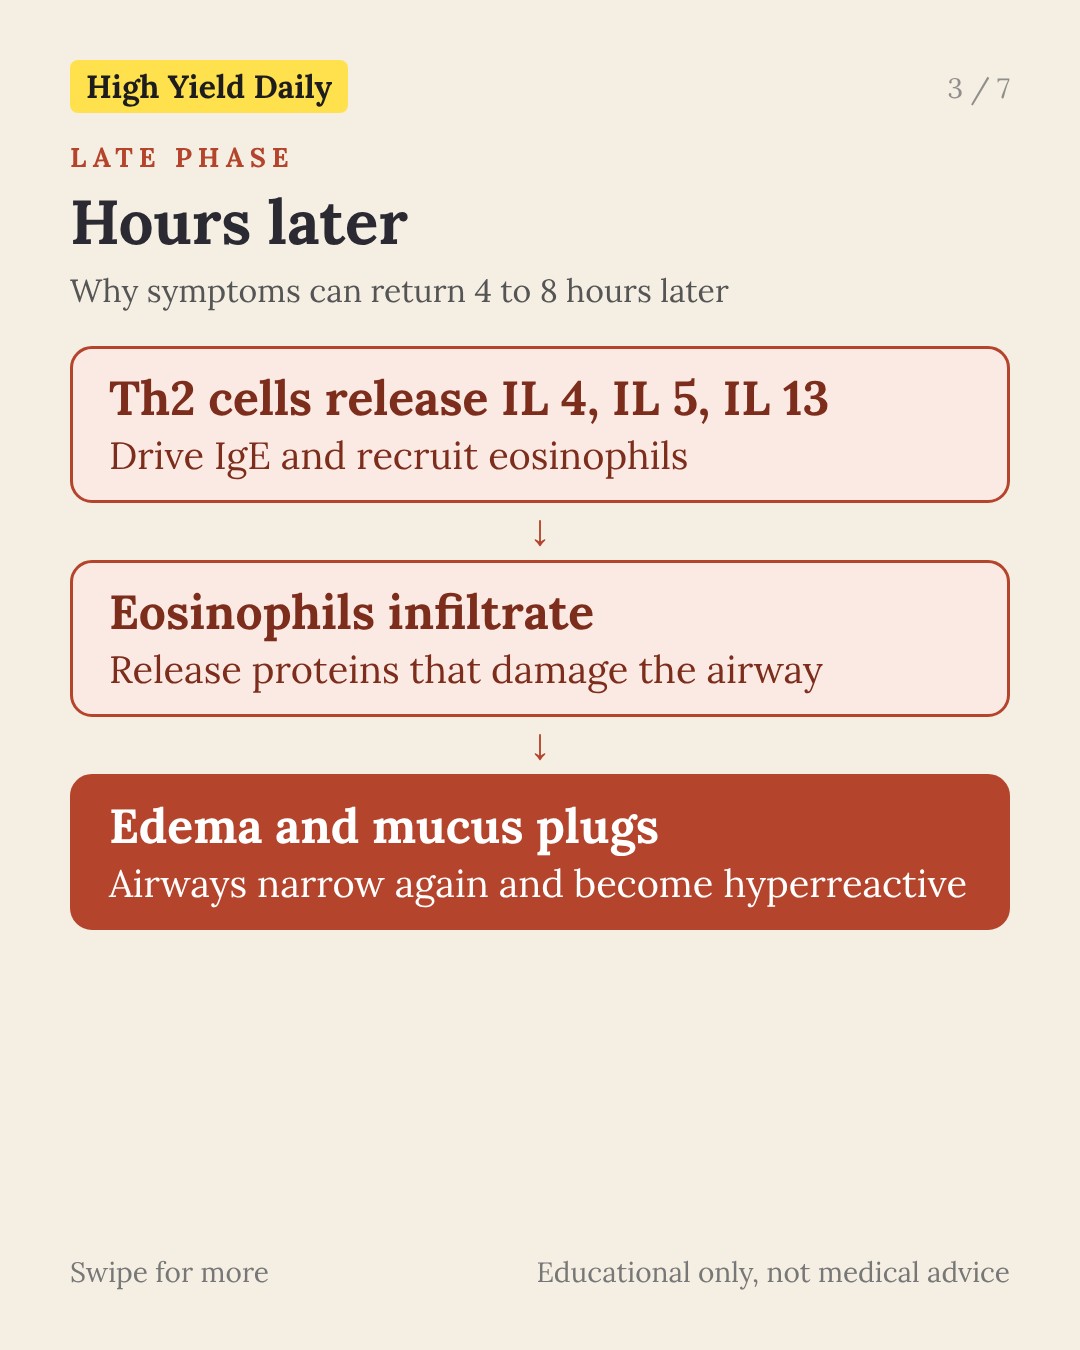 High Yield Daily
3 / 7
LATE PHASE
Hours later
Why symptoms can return 4 to 8 hours later
Th2 cells release IL 4, IL 5, IL 13
Drive IgE and recruit eosinophils
↓
Eosinophils infiltrate
Release proteins that damage the airway
↓
Edema and mucus plugs
Airways narrow again and become hyperreactive
Swipe for more
Educational only, not medical advice